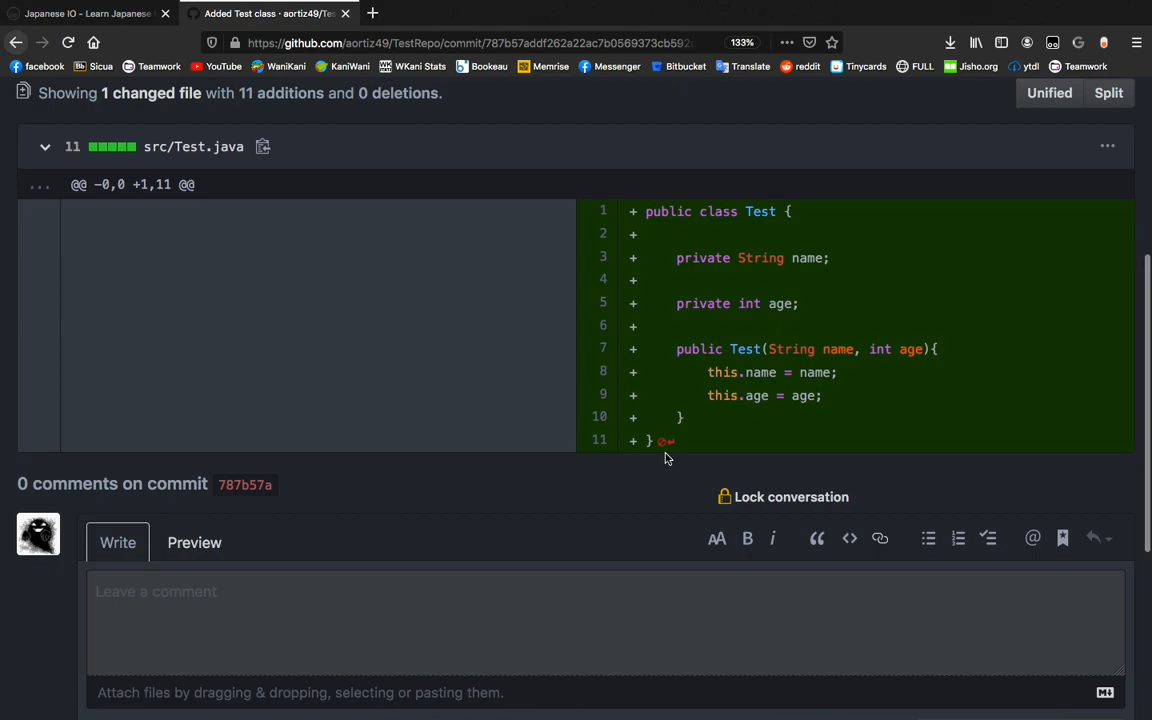 Japanese IO - Learn Japanese
Added Test class · aortiz49/Tes
https://github.com/aortiz49/TestRepo/commit/787b57addf262a22ac7b0569373cb592
133%
facebook Sicua Teamwork YouTube WaniKani KaniWani WKani Stats Bookeau Memrise Messenger Bitbucket Translate reddit Tinycards FULL Jisho.org ytdl Teamwork
Showing 1 changed file with 11 additions and 0 deletions.
Unified Split
11 src/Test.java
... @@ -0,0 +1,11 @@
1 + public class Test {
2 +
3 + private String name;
4 +
5 + private int age;
6 +
7 + public Test(String name, int age){
8 + this.name = name;
9 + this.age = age;
10 + }
11 + }
0 comments on commit 787b57a
Lock conversation
Write Preview
Leave a comment
Attach files by dragging & dropping, selecting or pasting them.